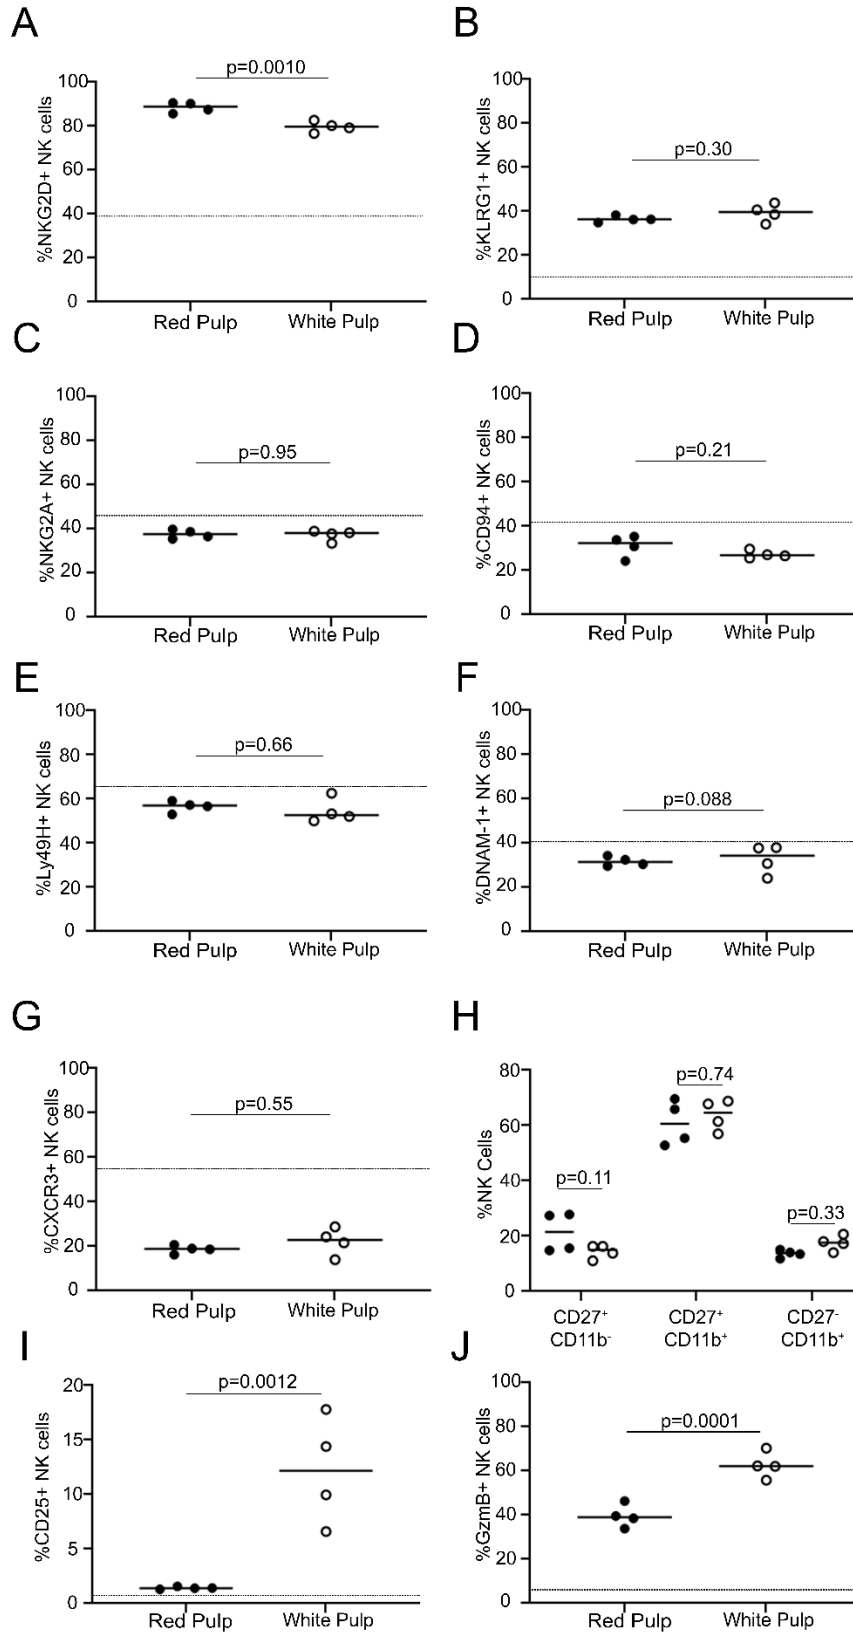 A
p=0.0010
100
80
60
40
20
0
%NKG2D+ NK cells
Red Pulp
White Pulp
B
p=0.30
100
80
60
40
20
0
%KLRG1+ NK cells
Red Pulp
White Pulp
C
p=0.95
100
80
60
40
20
0
%NKG2A+ NK cells
Red Pulp
White Pulp
D
p=0.21
100
80
60
40
20
0
%CD94+ NK cells
Red Pulp
White Pulp
E
p=0.66
100
80
60
40
20
0
%Ly49H+ NK cells
Red Pulp
White Pulp
F
p=0.088
100
80
60
40
20
0
%DNAM-1+ NK cells
Red Pulp
White Pulp
G
p=0.55
100
80
60
40
20
0
%CXCR3+ NK cells
Red Pulp
White Pulp
H
p=0.74
p=0.11
p=0.33
80
60
40
20
0
%NK Cells
CD27⁺
CD11b⁻
CD27⁺
CD11b⁺
CD27⁻
CD11b⁺
I
p=0.0012
20
15
10
5
0
%CD25+ NK cells
Red Pulp
White Pulp
J
p=0.0001
100
80
60
40
20
0
%GzmB+ NK cells
Red Pulp
White Pulp